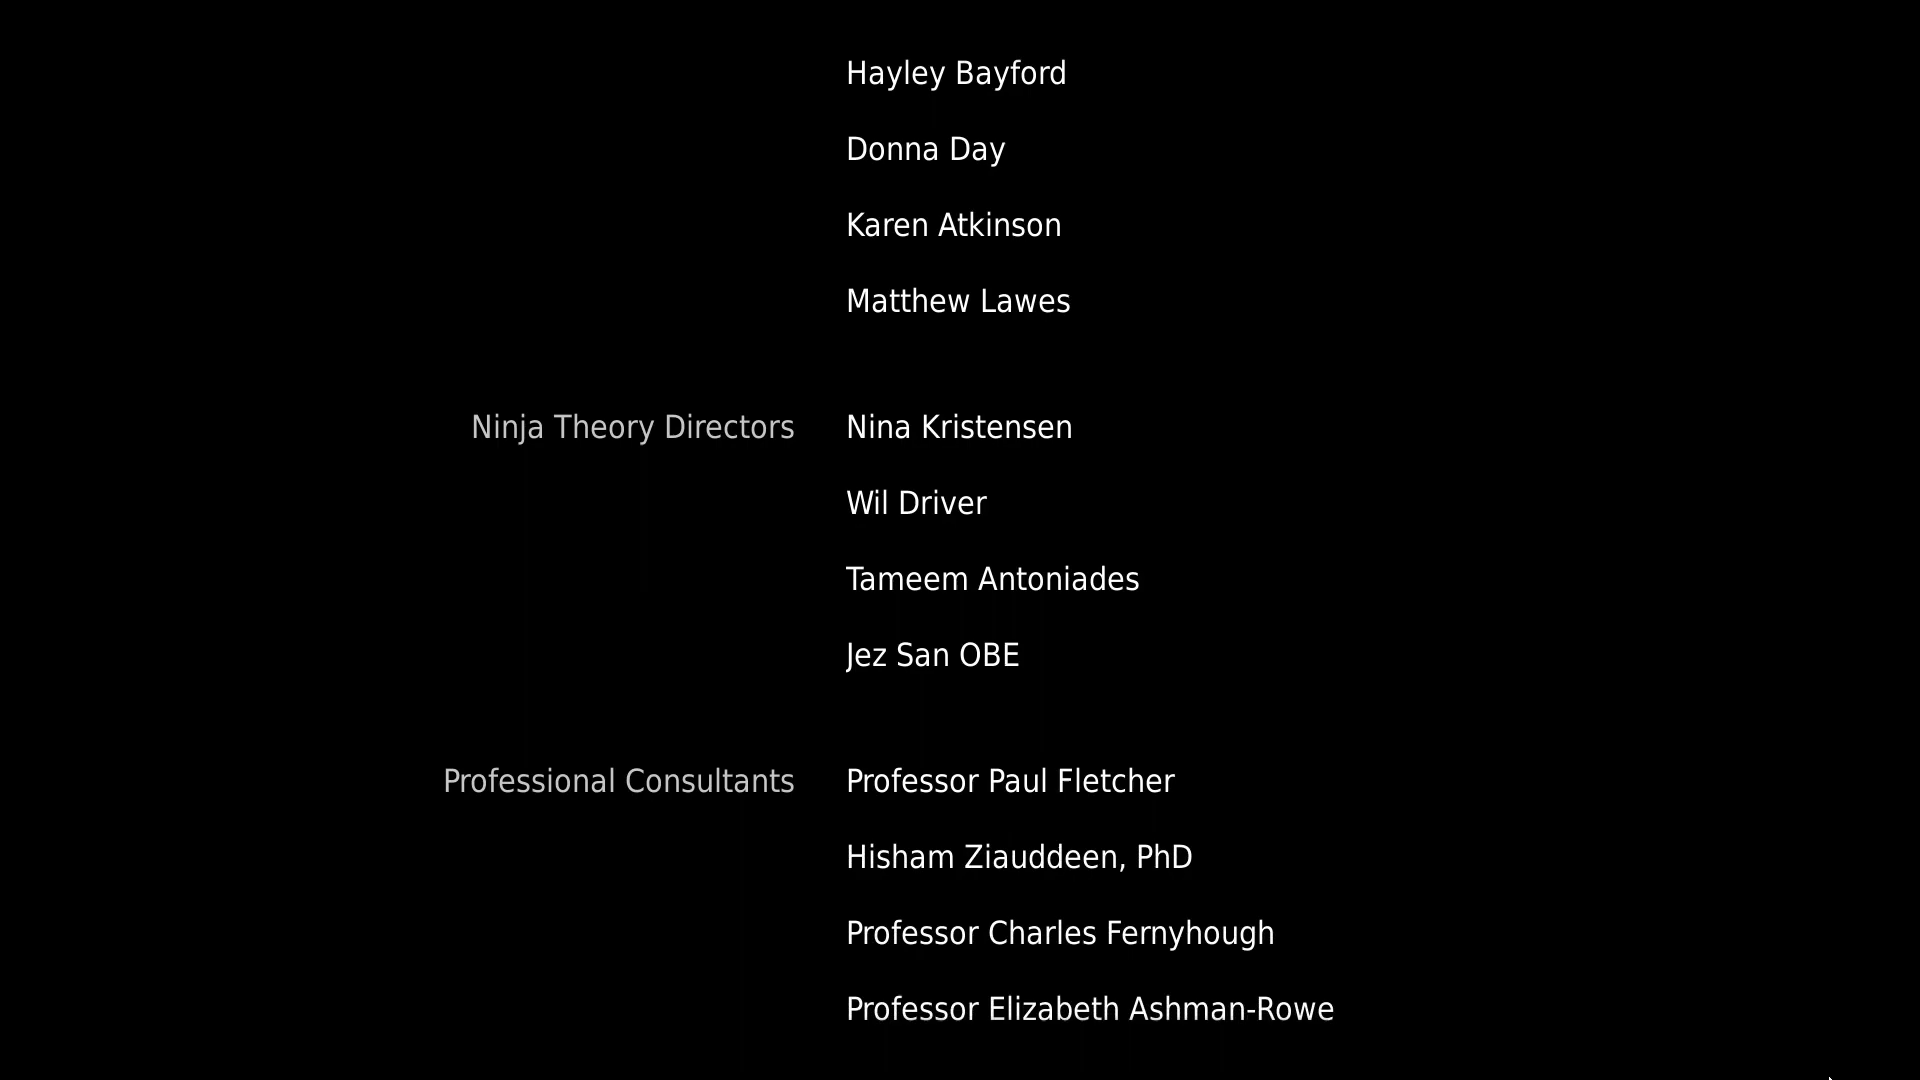 Hayley Bayford
Donna Day
Karen Atkinson
Matthew Lawes
Ninja Theory Directors Nina Kristensen
Wil Driver
Tameem Antoniades
Jez San OBE
Professional Consultants Professor Paul Fletcher
Hisham Ziauddeen, PhD
Professor Charles Fernyhough
Professor Elizabeth Ashman-Rowe